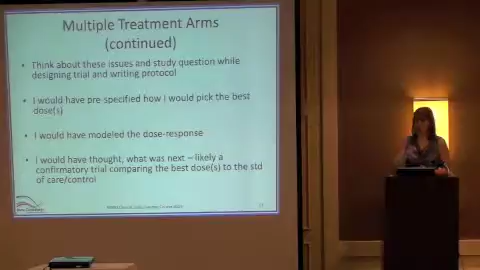 Multiple Treatment Arms
(continued)
• Think about these issues and study question while
designing trial and writing protocol
• I would have pre-specified how I would pick the best
dose(s)
• I would have modeled the dose-response
• I would have thought, what was next – likely a
confirmatory trial comparing the best dose(s) to the std
of care/control